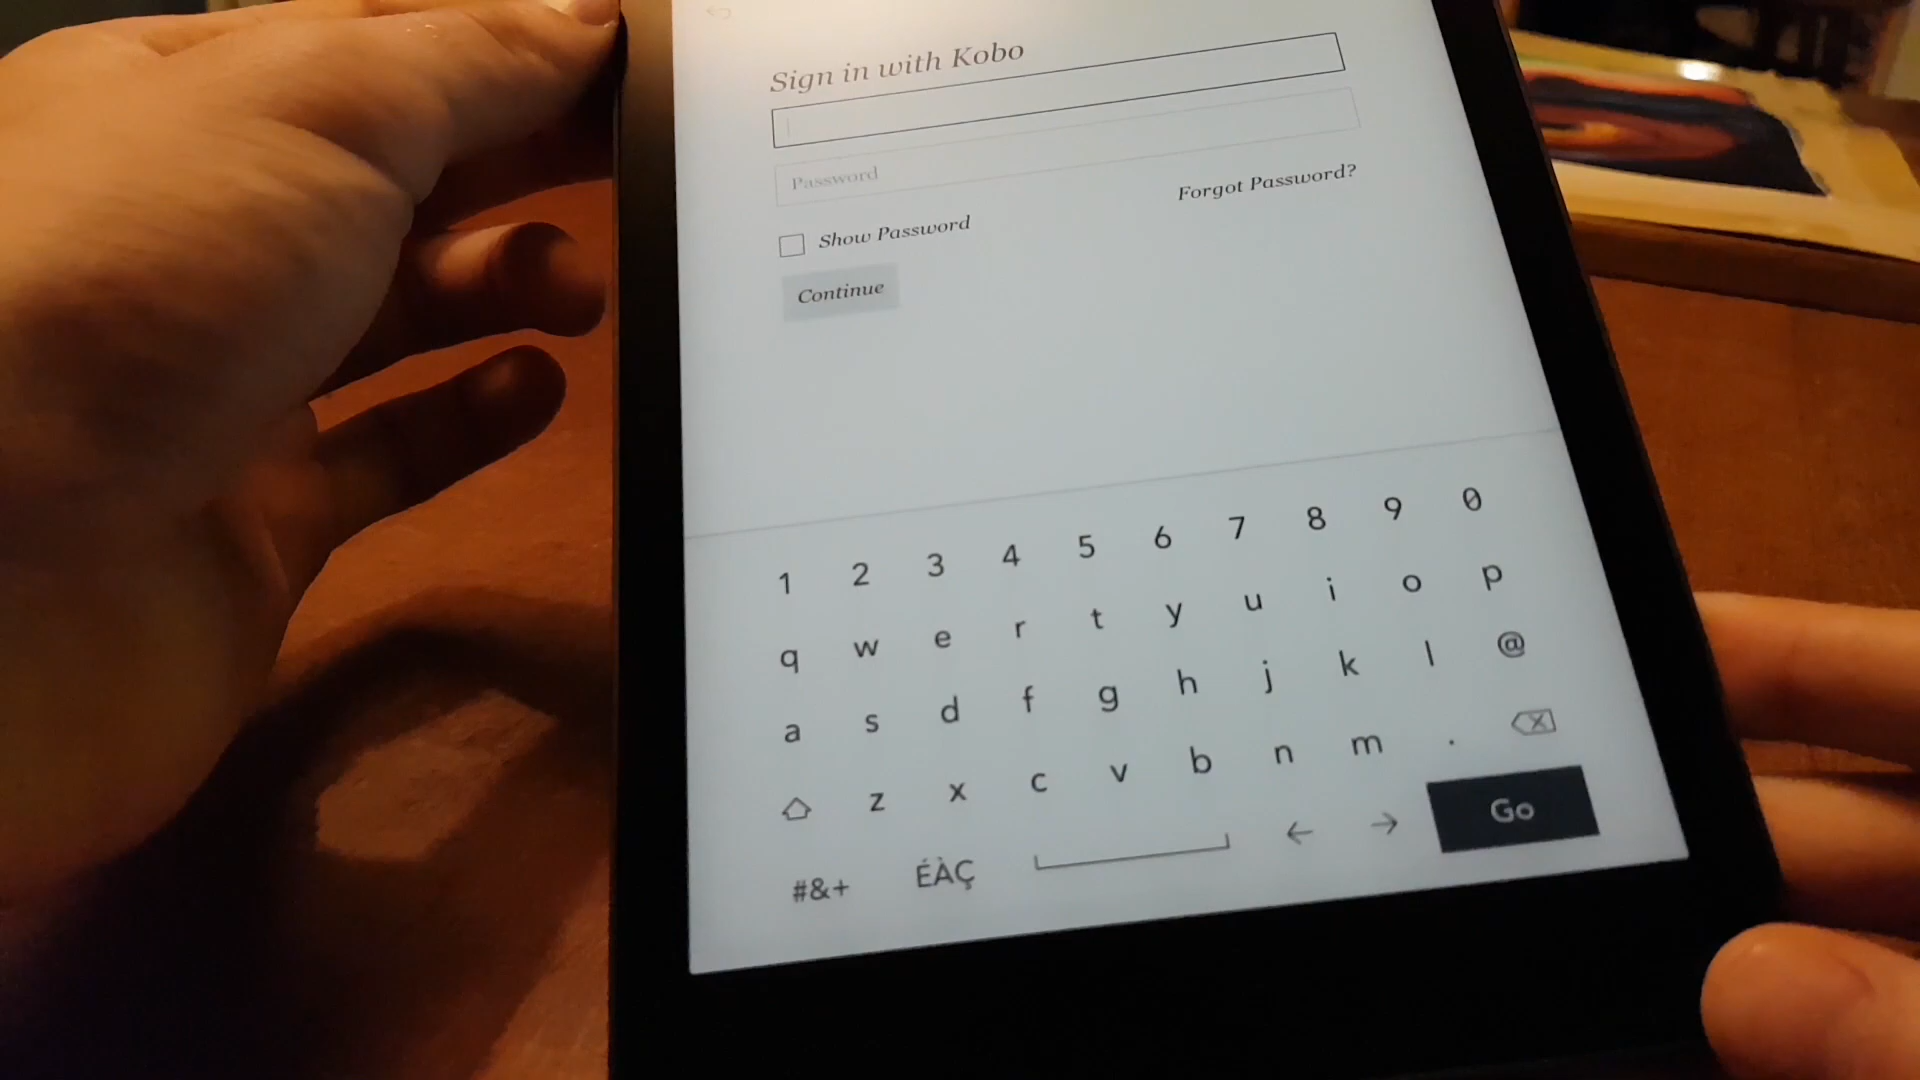 Sign in with Kobo
Password
Show Password
Forgot Password?
Continue
1 2 3 4 5 6 7 8 9 0
q w e r t y u i o p
a s d f g h j k l @
z x c v b n m .
#&+ ÉÀÇ ← → Go